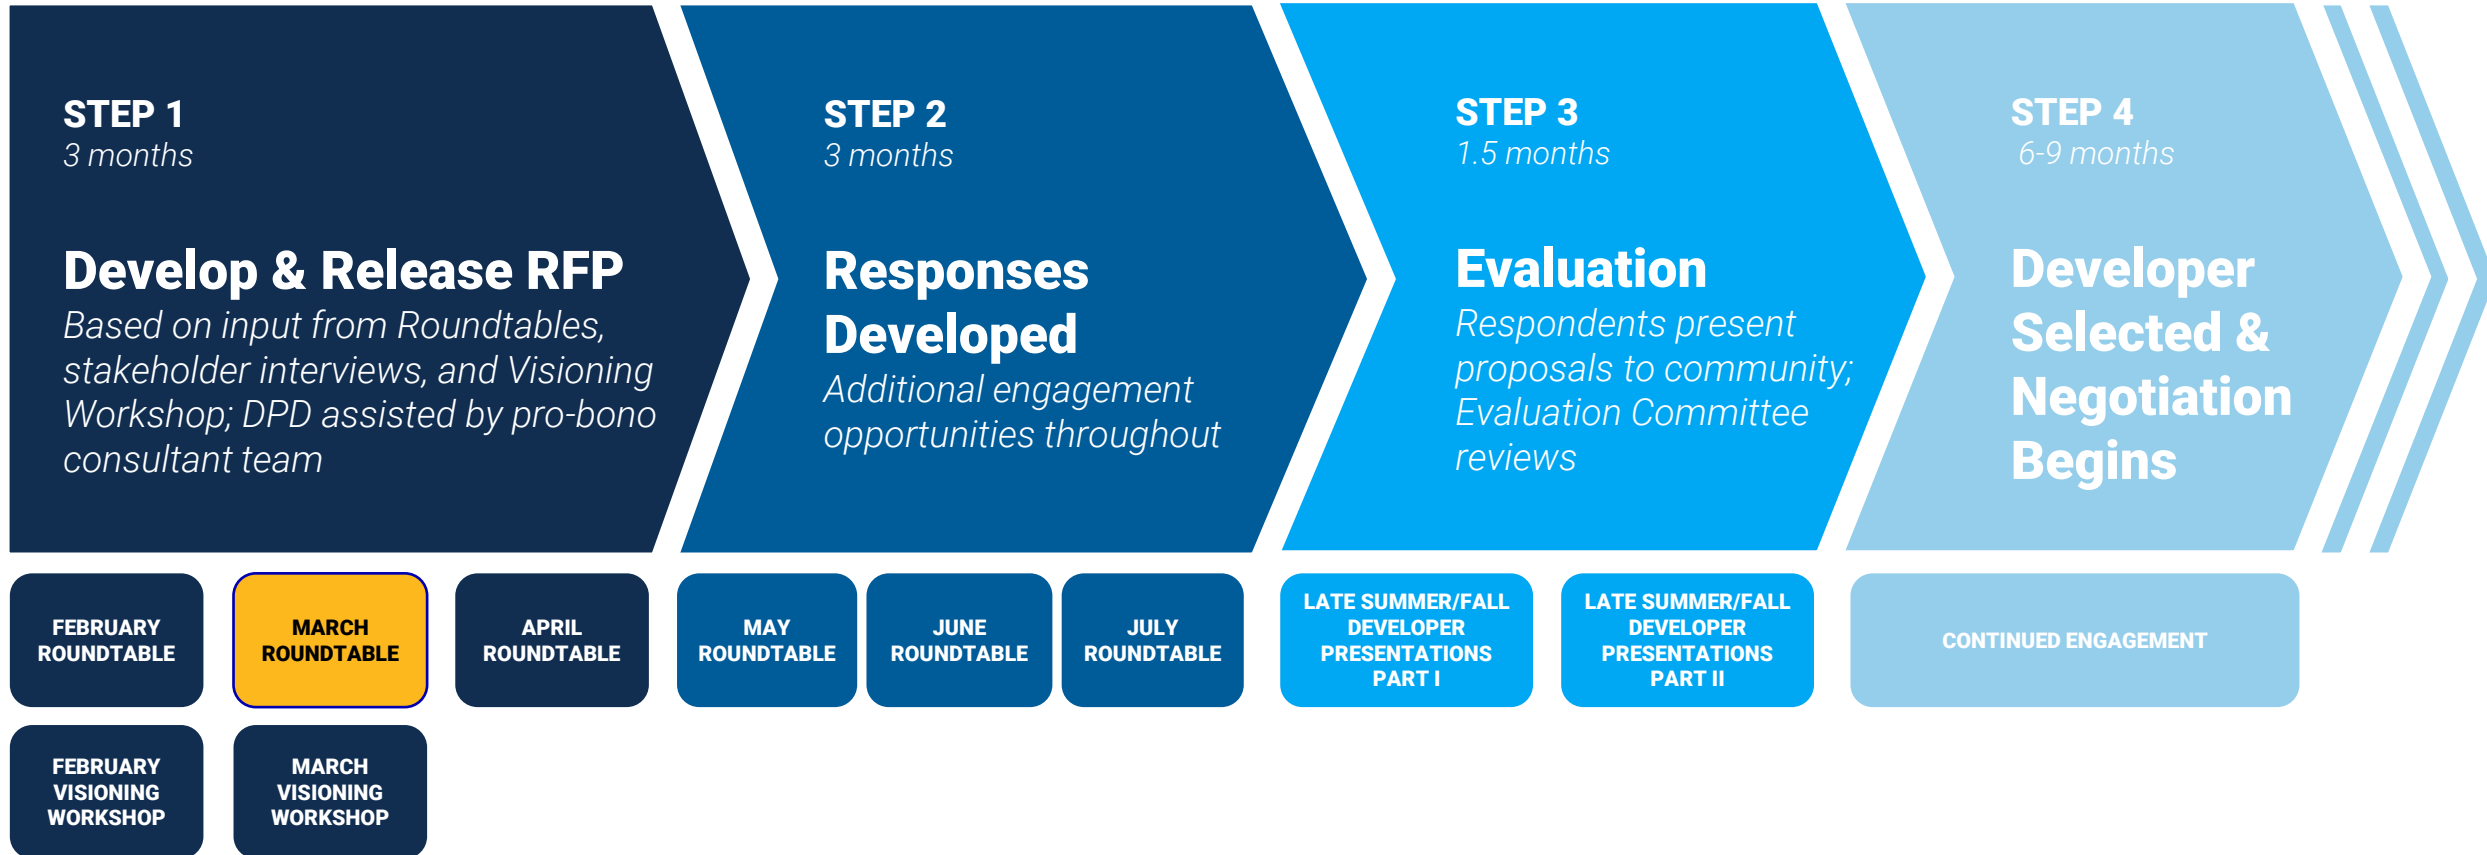 STEP 1
3 months
Develop & Release RFP
Based on input from Roundtables,
stakeholder interviews, and Visioning
Workshop; DPD assisted by pro-bono
consultant team
STEP 2
3 months
Responses
Developed
Additional engagement
opportunities throughout
STEP 3
1.5 months
Evaluation
Respondents present
proposals to community;
Evaluation Committee
reviews
STEP 4
6-9 months
Developer
Selected &
Negotiation
Begins
FEBRUARY
ROUNDTABLE
MARCH
ROUNDTABLE
APRIL
ROUNDTABLE
MAY
ROUNDTABLE
JUNE
ROUNDTABLE
JULY
ROUNDTABLE
LATE SUMMER/FALL
DEVELOPER
PRESENTATIONS
PART I
LATE SUMMER/FALL
DEVELOPER
PRESENTATIONS
PART II
CONTINUED ENGAGEMENT
FEBRUARY
VISIONING
WORKSHOP
MARCH
VISIONING
WORKSHOP